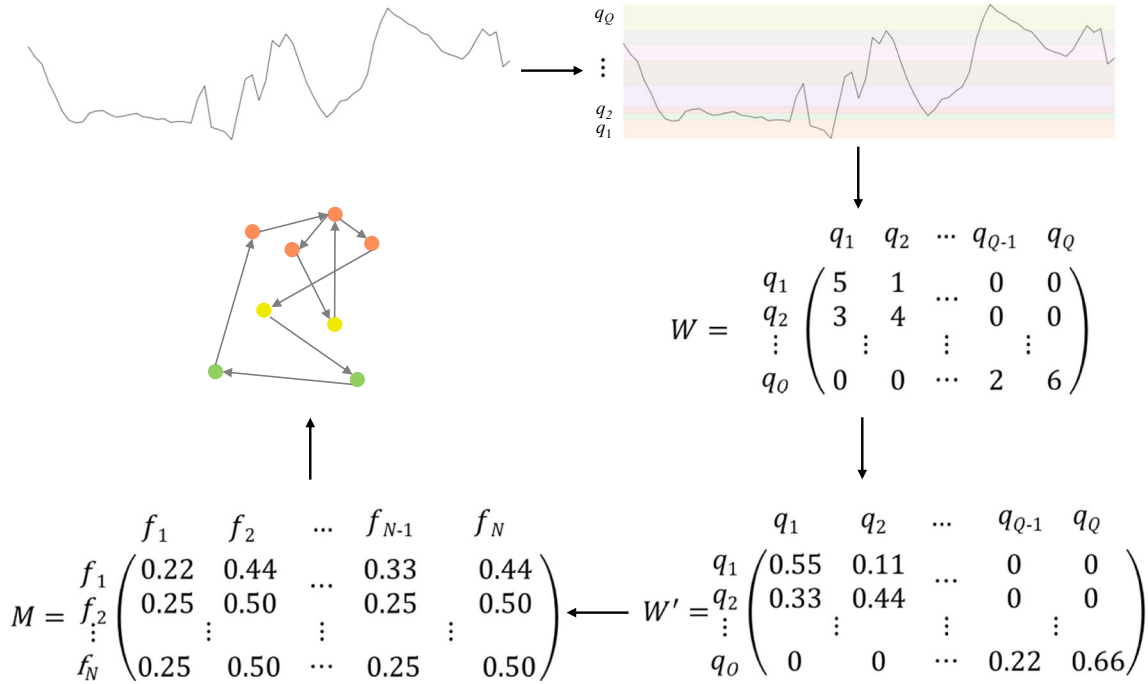 q_Q
⋮
q_2
q_1
q_1 q_2 ⋯ q_{Q-1} q_Q
q_1 5 1 … 0 0
W = q_2 3 4 0 0
⋮ ⋮ ⋮ ⋮
q_Q 0 0 ⋯ 2 6
q_1 q_2 ⋯ q_{Q-1} q_Q
q_1 0.55 0.11 … 0 0
W' = q_2 0.33 0.44 0 0
⋮ ⋮ ⋮ ⋮
q_Q 0 0 ⋯ 0.22 0.66
f_1 f_2 ⋯ f_{N-1} f_N
f_1 0.22 0.44 … 0.33 0.44
M = f_2 0.25 0.50 0.25 0.50
⋮ ⋮ ⋮ ⋮
f_N 0.25 0.50 ⋯ 0.25 0.50